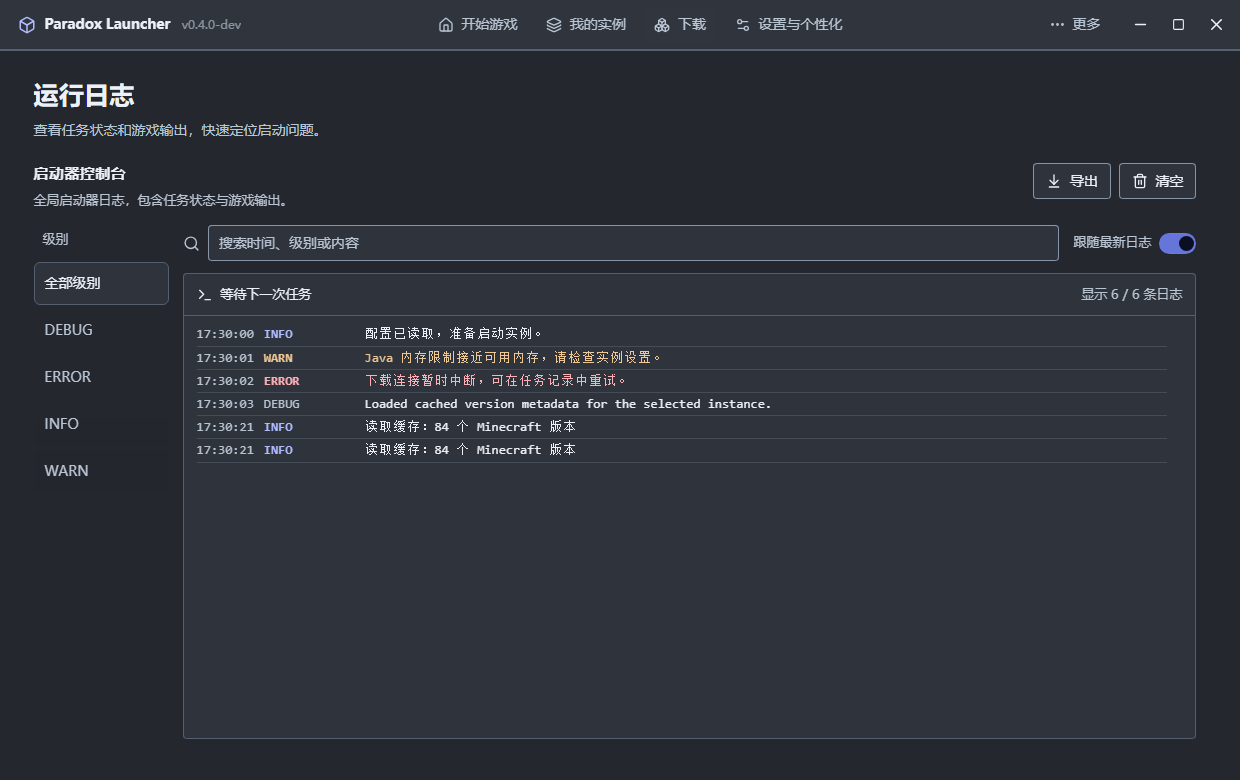 Paradox Launcher v0.4.0-dev 开始游戏 我的实例 下载 设置与个性化 更多
运行日志
查看任务状态和游戏输出，快速定位启动问题。
启动器控制台
全局启动器日志，包含任务状态与游戏输出。
导出 清空
级别
搜索时间、级别或内容
跟随最新日志
全部级别
DEBUG
ERROR
INFO
WARN
等待下一次任务 显示 6 / 6 条日志
17:30:00 INFO 配置已读取，准备启动实例。
17:30:01 WARN Java 内存限制接近可用内存，请检查实例设置。
17:30:02 ERROR 下载连接暂时中断，可在任务记录中重试。
17:30:03 DEBUG Loaded cached version metadata for the selected instance.
17:30:21 INFO 读取缓存：84 个 Minecraft 版本
17:30:21 INFO 读取缓存：84 个 Minecraft 版本